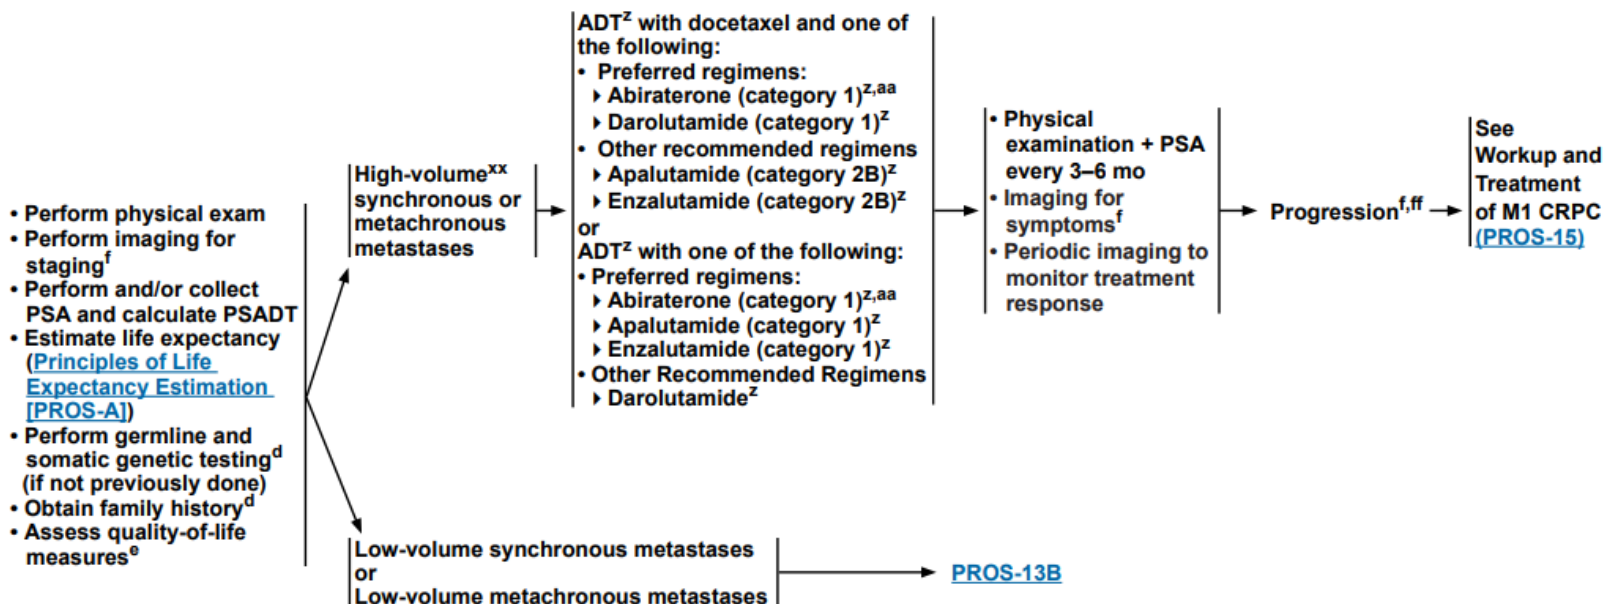 • Perform physical exam
• Perform imaging for
staging^f
• Perform and/or collect
PSA and calculate PSADT
• Estimate life expectancy
(Principles of Life
Expectancy Estimation
[PROS-A])
• Perform germline and
somatic genetic testing^d
(if not previously done)
• Obtain family history^d
• Assess quality-of-life
measures^e
High-volume^xx
synchronous or
metachronous
metastases
ADT^z with docetaxel and one of
the following:
• Preferred regimens:
▸ Abiraterone (category 1)^z,aa
▸ Darolutamide (category 1)^z
• Other recommended regimens
▸ Apalutamide (category 2B)^z
▸ Enzalutamide (category 2B)^z
or
ADT^z with one of the following:
• Preferred regimens:
▸ Abiraterone (category 1)^z,aa
▸ Apalutamide (category 1)^z
▸ Enzalutamide (category 1)^z
• Other Recommended Regimens
▸ Darolutamide^z
• Physical
examination + PSA
every 3–6 mo
• Imaging for
symptoms^f
• Periodic imaging to
monitor treatment
response
Progression^f,ff
See
Workup and
Treatment
of M1 CRPC
(PROS-15)
Low-volume synchronous metastases
or
Low-volume metachronous metastases
PROS-13B